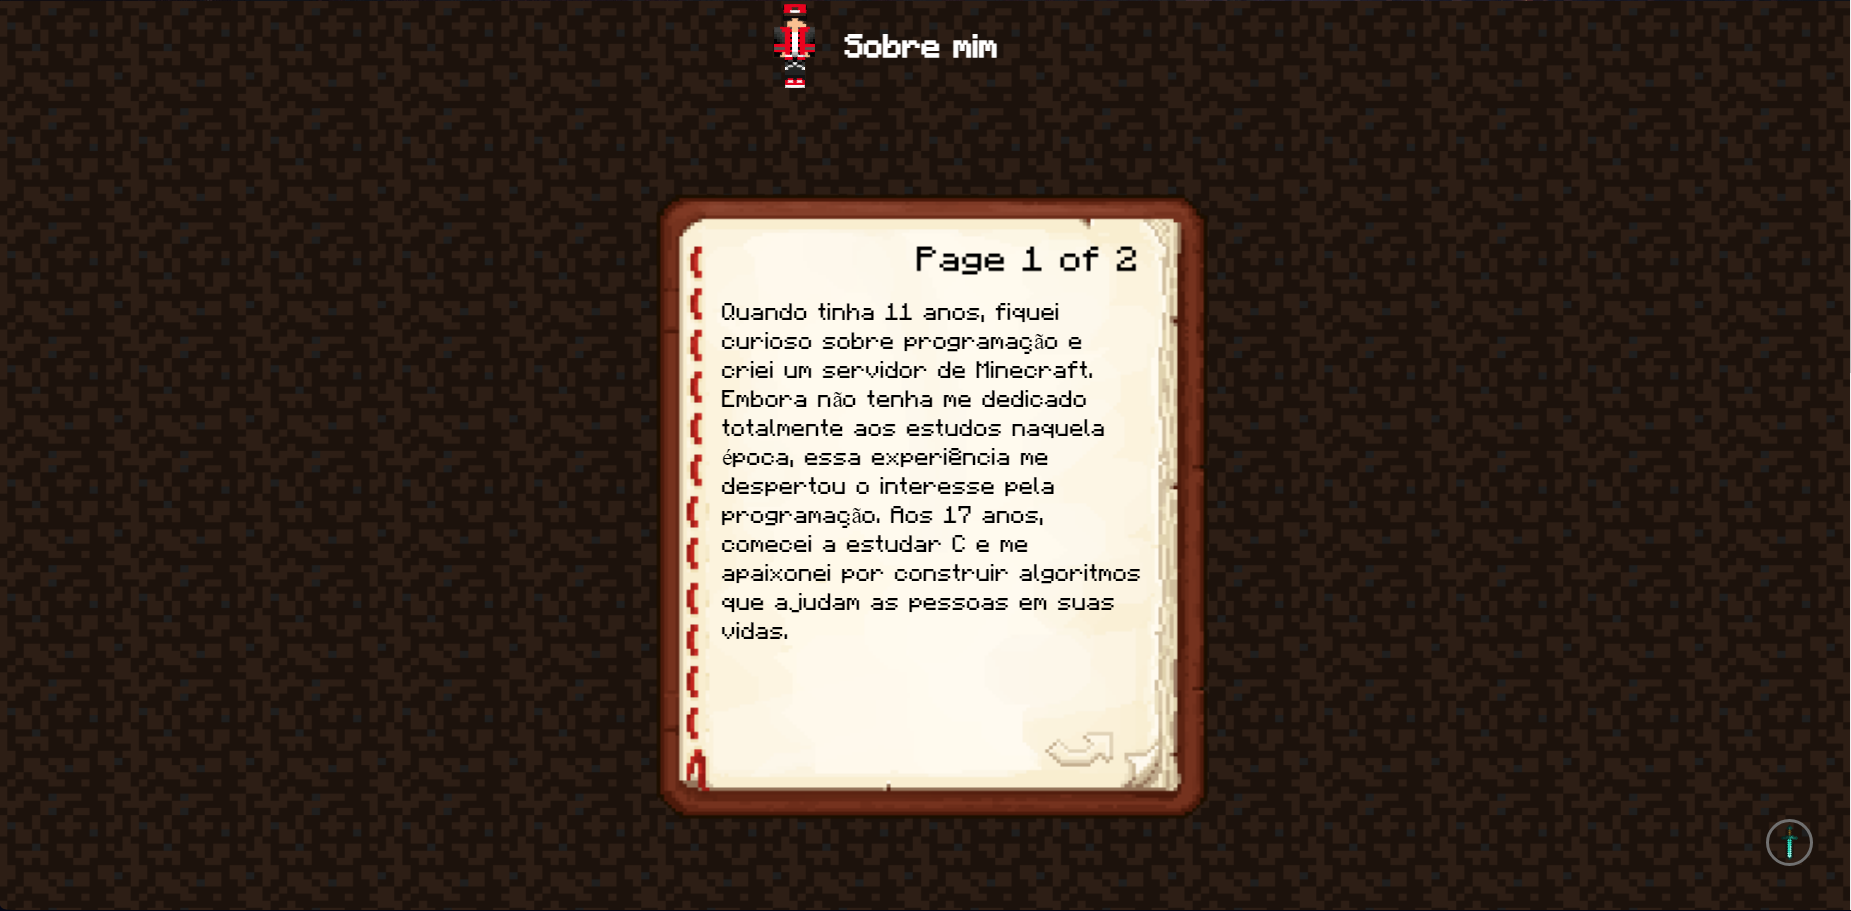 Sobre mim
Page 1 of 2
Quando tinha 11 anos, fiquei
curioso sobre programação e
criei um servidor de Minecraft.
Embora não tenha me dedicado
totalmente aos estudos naquela
época, essa experiência me
despertou o interesse pela
programação. Aos 17 anos,
comecei a estudar C e me
apaixonei por construir algoritmos
que ajudam as pessoas em suas
vidas.